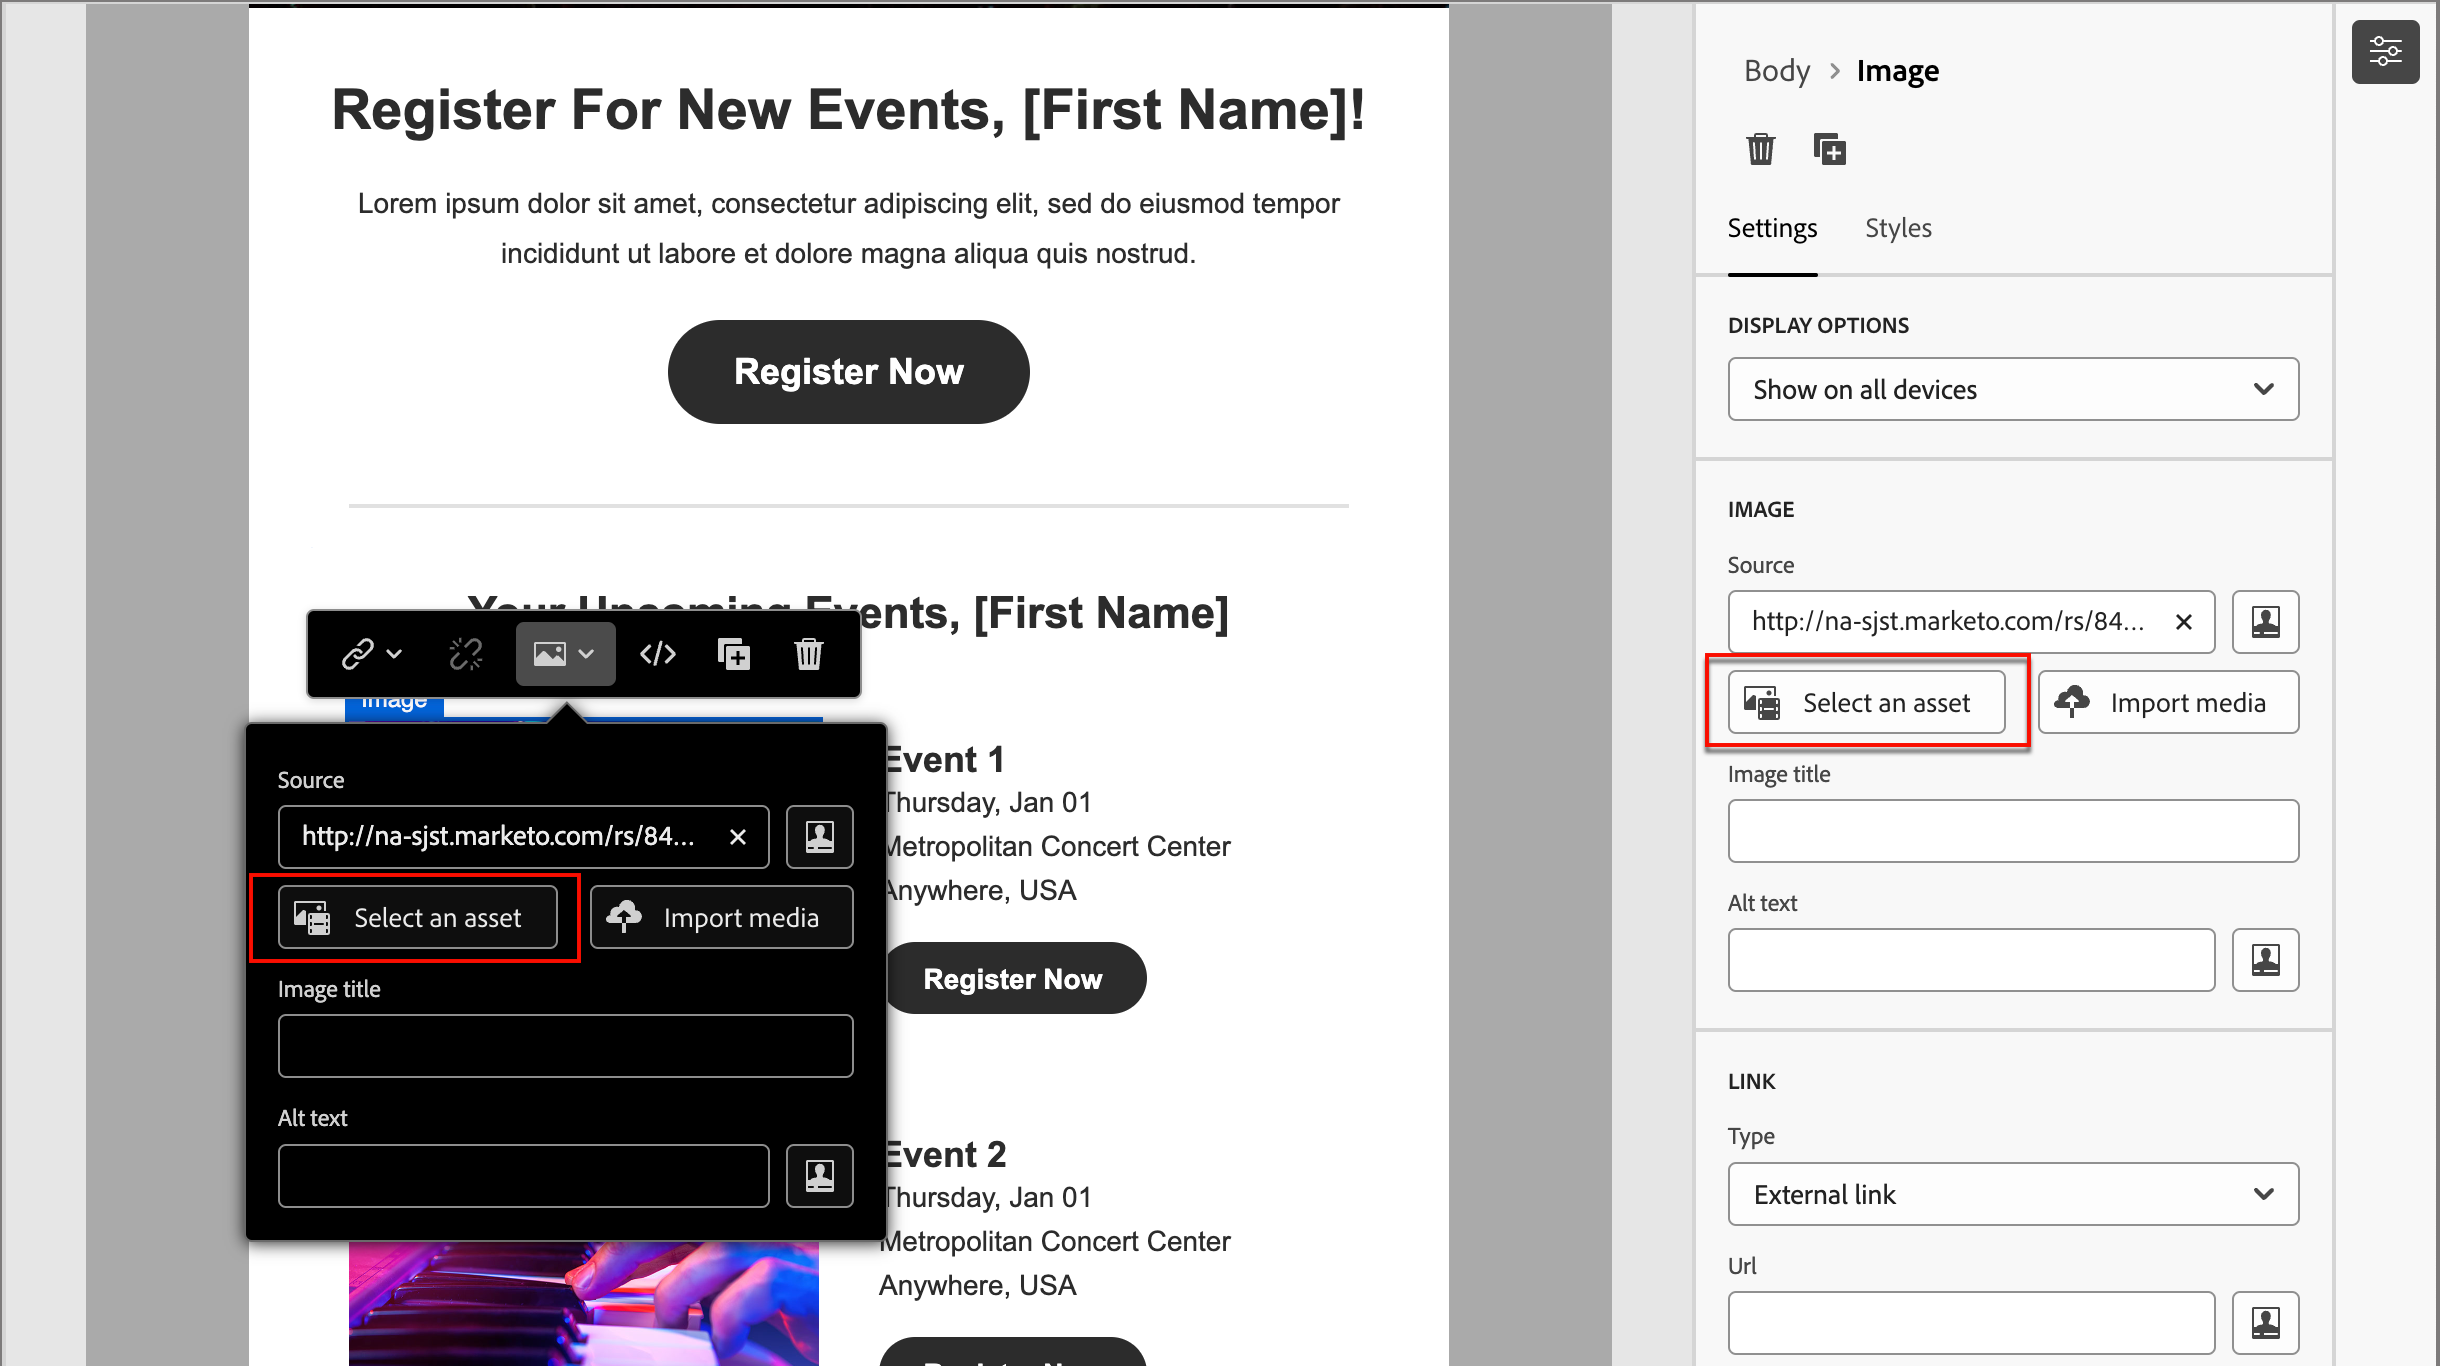 Register For New Events, [First Name]!
Lorem ipsum dolor sit amet, consectetur adipiscing elit, sed do eiusmod tempor
incididunt ut labore et dolore magna aliqua quis nostrud.
Register Now
Your Upcoming Events, [First Name]
Image
Source
http://na-sjst.marketo.com/rs/84...
Select an asset
Import media
Image title
Alt text
Event 1
Thursday, Jan 01
Metropolitan Concert Center
Anywhere, USA
Register Now
Event 2
Thursday, Jan 01
Metropolitan Concert Center
Anywhere, USA
Body > Image
Settings Styles
DISPLAY OPTIONS
Show on all devices
IMAGE
Source
http://na-sjst.marketo.com/rs/84...
Select an asset
Import media
Image title
Alt text
LINK
Type
External link
Url